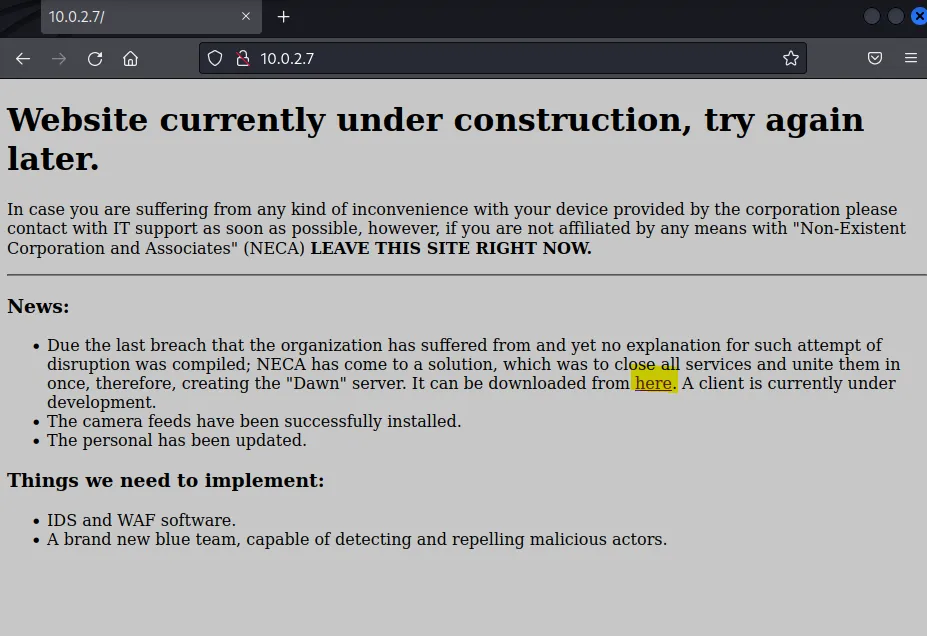 10.0.2.7/
10.0.2.7
Website currently under construction, try again
later.
In case you are suffering from any kind of inconvenience with your device provided by the corporation please
contact with IT support as soon as possible, however, if you are not affiliated by any means with "Non-Existent
Corporation and Associates" (NECA) LEAVE THIS SITE RIGHT NOW.
News:
• Due the last breach that the organization has suffered from and yet no explanation for such attempt of
disruption was compiled; NECA has come to a solution, which was to close all services and unite them in
once, therefore, creating the "Dawn" server. It can be downloaded from here. A client is currently under
development.
• The camera feeds have been successfully installed.
• The personal has been updated.
Things we need to implement:
• IDS and WAF software.
• A brand new blue team, capable of detecting and repelling malicious actors.